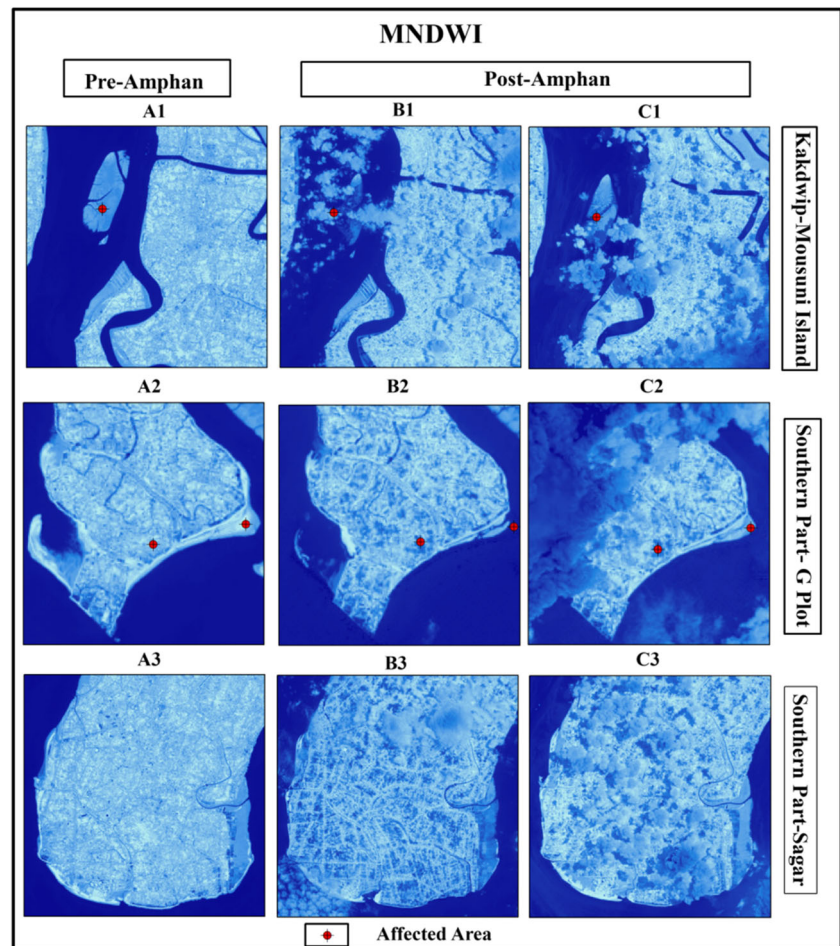 MNDWI
Pre-Amphan
Post-Amphan
A1
B1
C1
Kakdwip-Mousuni Island
A2
B2
C2
Southern Part- G Plot
A3
B3
C3
Southern Part-Sagar
Affected Area